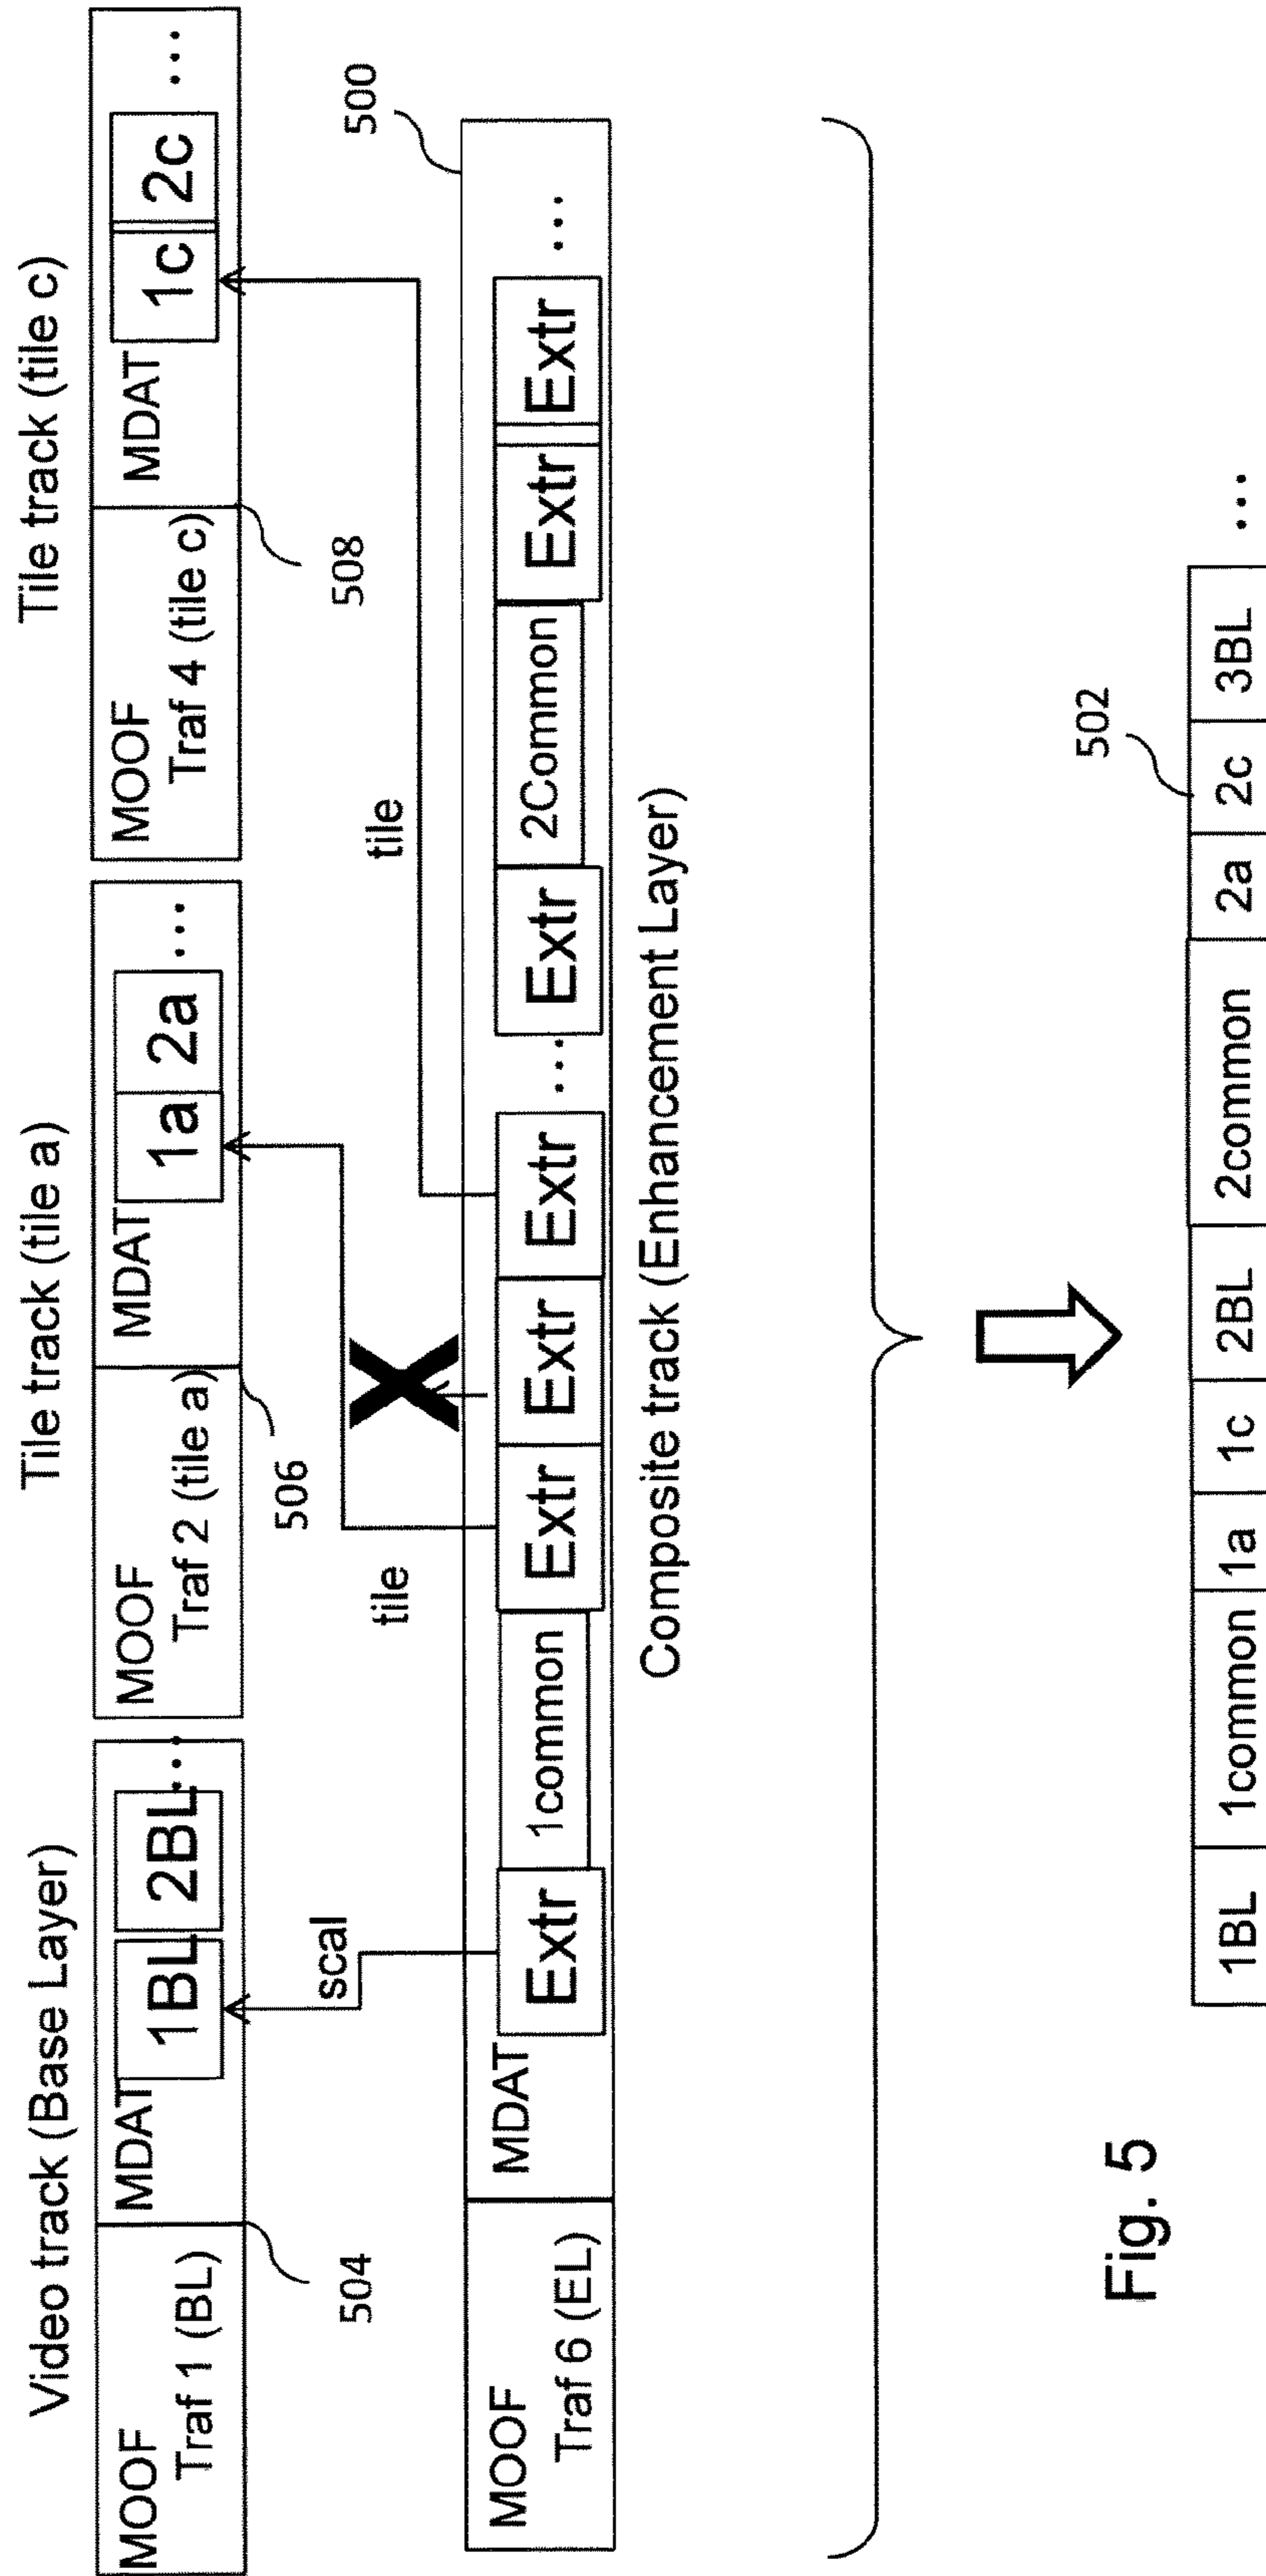 Video track (Base Layer)
Tile track (tile a)
Tile track (tile c)
MOOF
Traf 1 (BL)
MDAT
1BL
2BL
...
MOOF
Traf 2 (tile a)
MDAT
1a
2a
...
MOOF
Traf 4 (tile c)
MDAT
1c
2c
...
504
506
508
scal
tile
X
tile
500
MOOF
Traf 6 (EL)
MDAT
Extr
1common
Extr
Extr
Extr
...
Extr
2Common
Extr
Extr
...
Composite track (Enhancement Layer)
502
1BL
1common
1a
1c
2BL
2common
2a
2c
3BL
...
Fig. 5